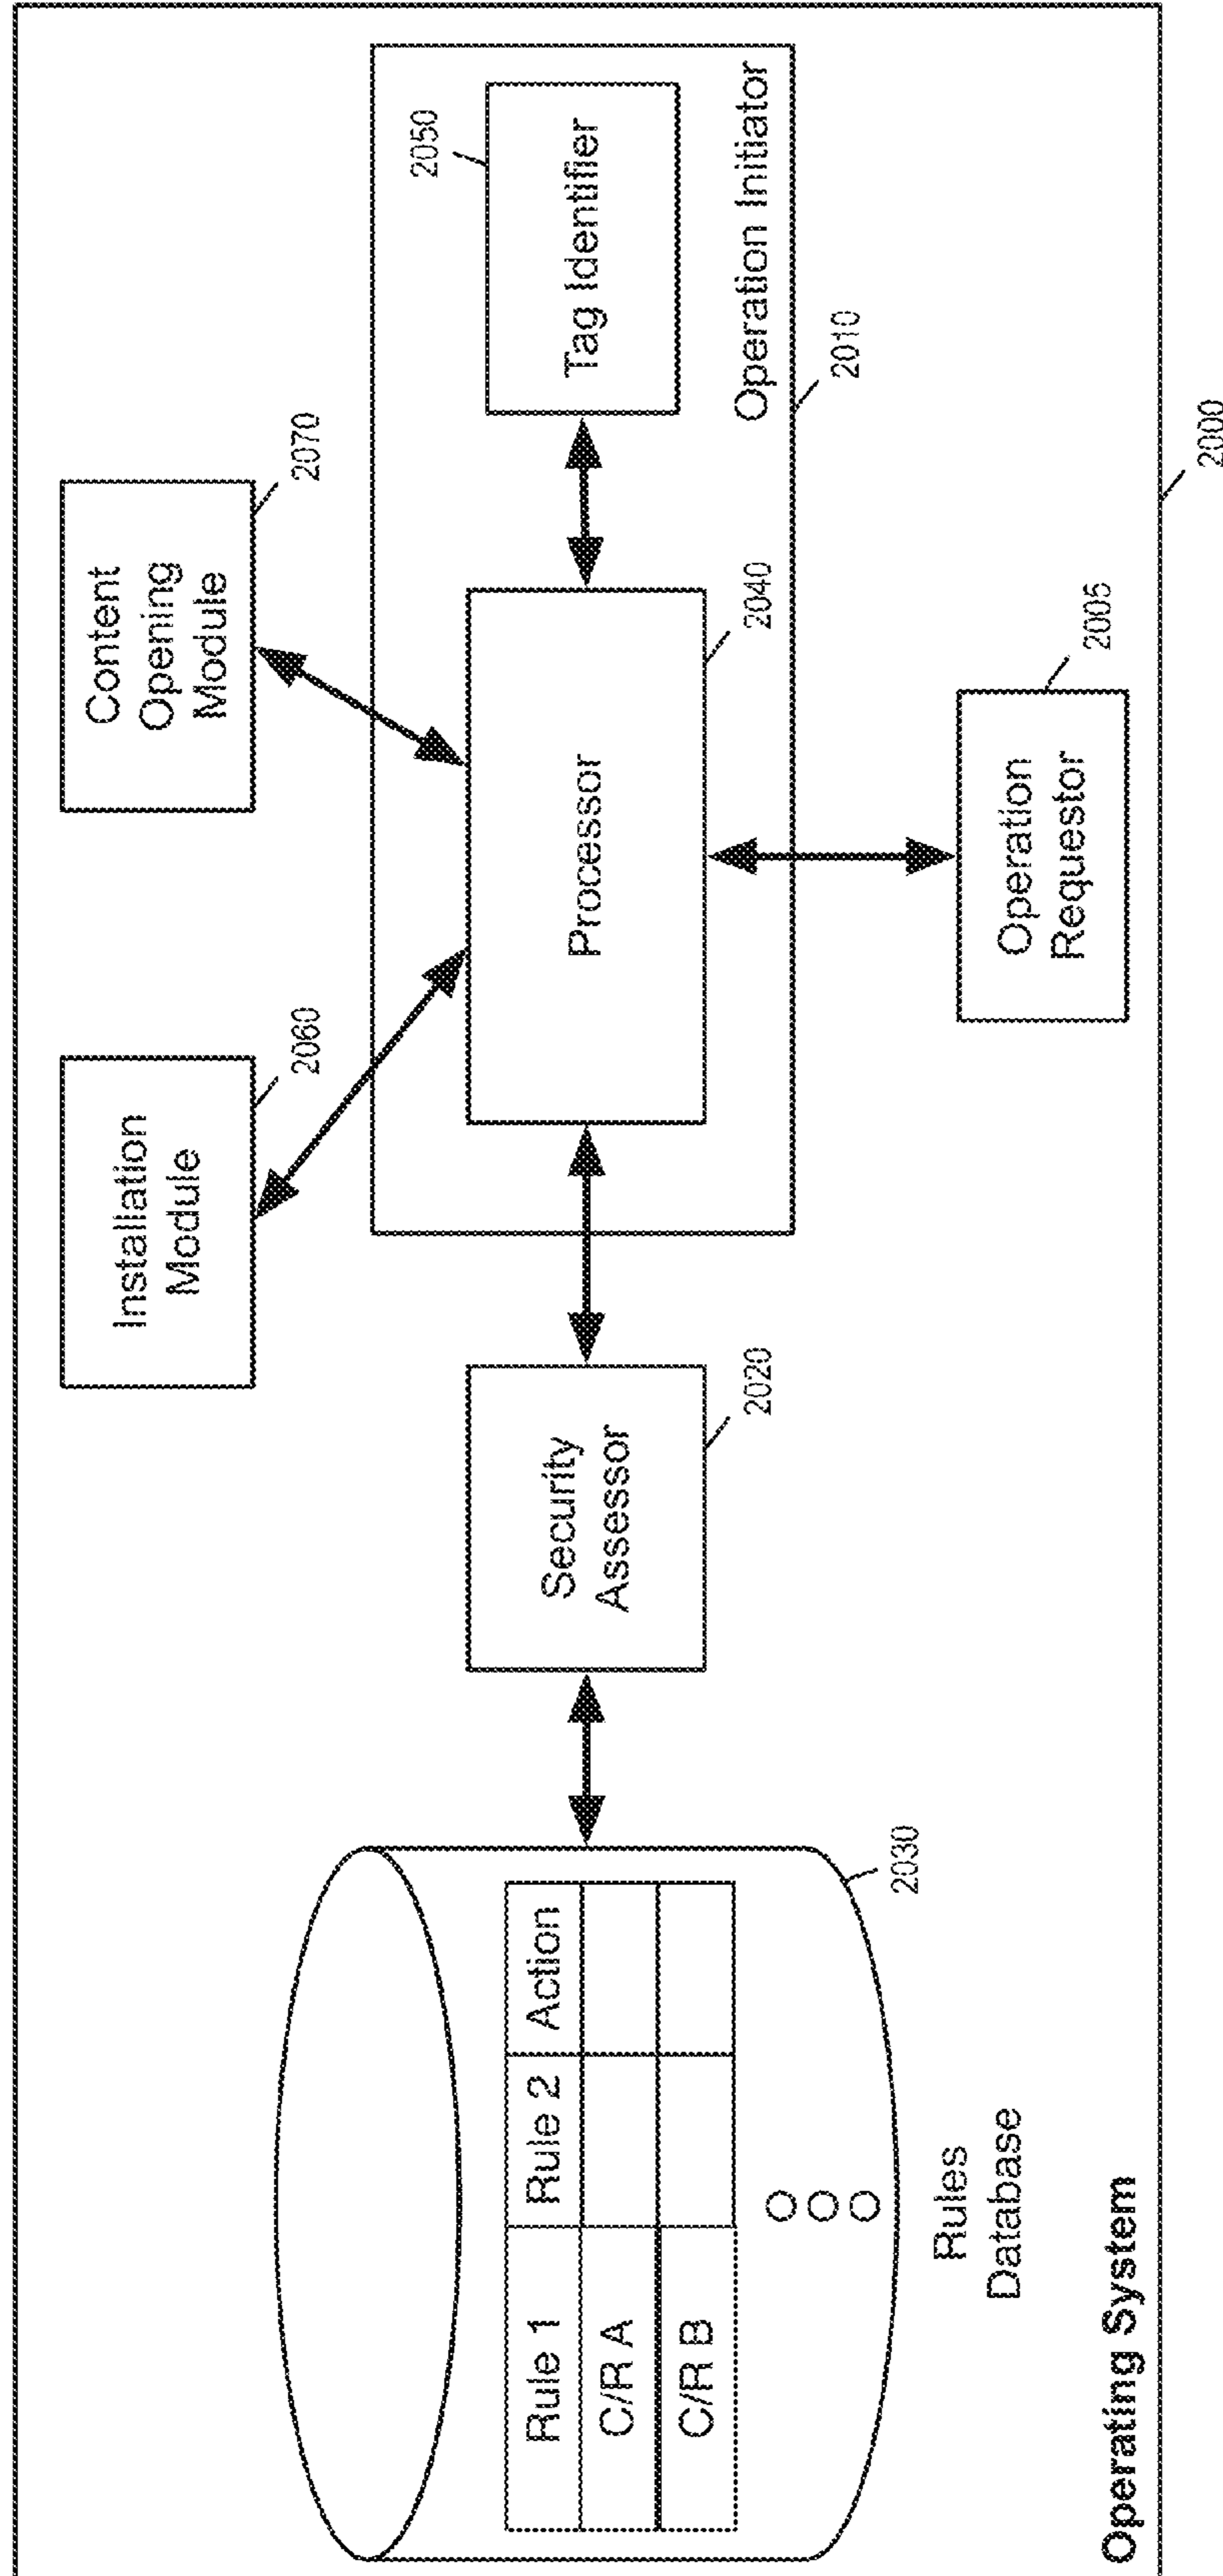 Installation
Module
2060
Content
Opening
Module
2070
Rule 1
Rule 2
Action
C/R A
C/R B
2030
Rules
Database
Security
Assessor
2020
Processor
2040
Tag Identifier
2050
Operation Initiator
2010
Operation
Requestor
2005
Operating System
2000